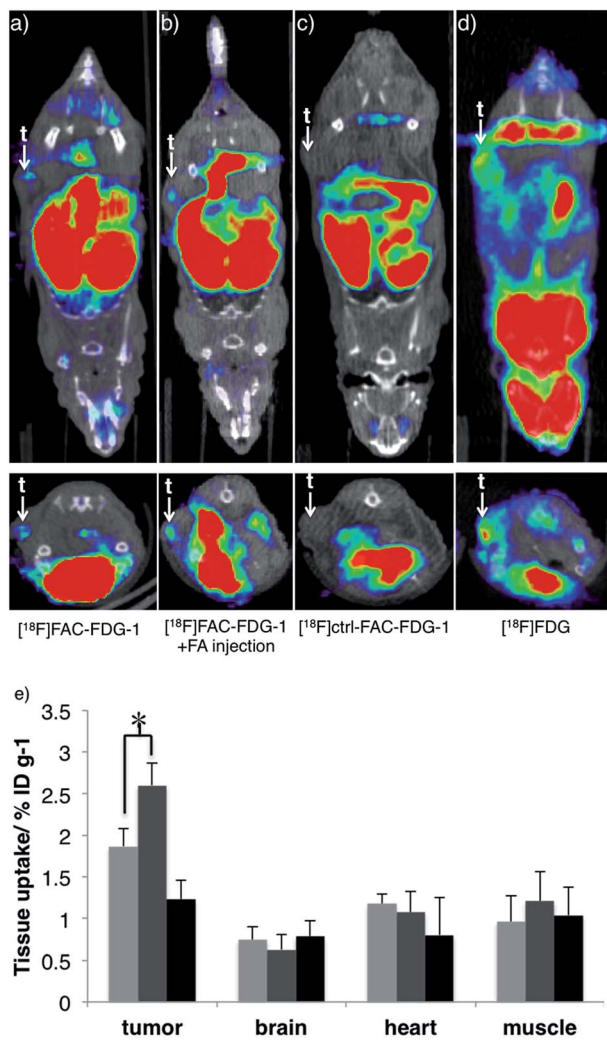 a)
b)
c)
d)
t
t
t
t
t
t
t
t
[¹⁸F]FAC-FDG-1
[¹⁸F]FAC-FDG-1
+FA injection
[¹⁸F]ctrl-FAC-FDG-1
[¹⁸F]FDG
e)
Tissue uptake/ % ID g-1
3.5
3
2.5
2
1.5
1
0.5
0
*
tumor
brain
heart
muscle